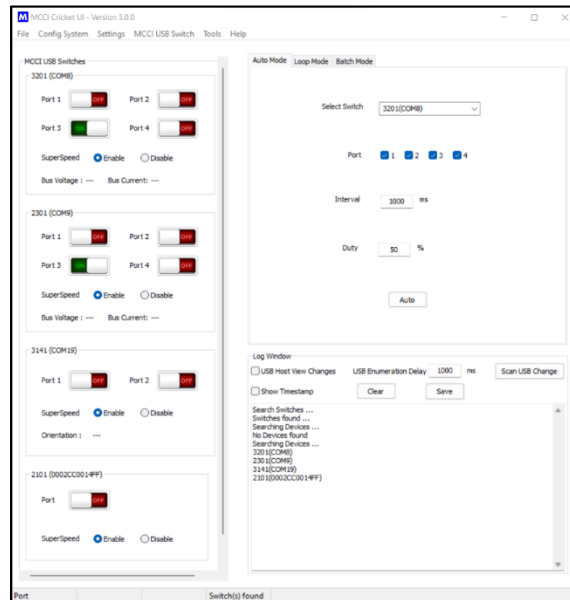 MCCI Cricket UI - Version 3.0.0
File Config System Settings MCCI USB Switch Tools Help
MCCI USB Switches
3201 (COM8)
Port 1 OFF Port 2 OFF
Port 3 ON Port 4 OFF
SuperSpeed Enable Disable
Bus Voltage : --- Bus Current: ---
2301 (COM9)
Port 1 OFF Port 2 OFF
Port 3 ON Port 4 OFF
SuperSpeed Enable Disable
Bus Voltage : --- Bus Current: ---
3141 (COM19)
Port 1 OFF Port 2 OFF
SuperSpeed Enable Disable
Orientation : ---
2101 (0002CC0014FF)
Port OFF
SuperSpeed Enable Disable
Auto Mode Loop Mode Batch Mode
Select Switch 3201(COM8)
Port 1 2 3 4
Interval 1000 ms
Duty 50 %
Auto
Log Window
USB Host View Changes USB Enumeration Delay 1000 ms Scan USB Change
Show Timestamp Clear Save
Search Switches ...
Switches found ...
Searching Devices ...
No Devices found
Searching Devices ...
3201(COM8)
2301(COM9)
3141(COM19)
2101(0002CC0014FF)
Port Switch(s) found